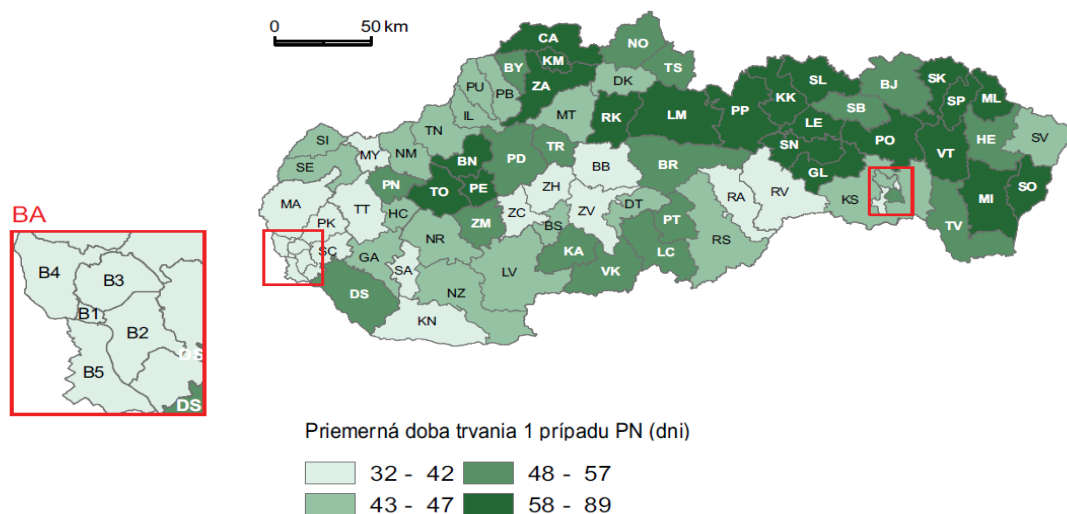 0 50 km
CA
NO
KM
BY
TS
ZA
DK
PU
PB
IL
MT
RK
LM
PP
KK
SL
BJ
SK
SP
ML
SB
LE
PO
HE
SV
SN
VT
GL
MI
SO
KS
TV
SI
SE
MY
NM
TN
BN
PD
TR
BB
BR
RA
RV
PN
TO
PE
ZH
MA
TT
PK
HC
ZM
ZC
ZV
DT
BS
PT
RS
SC
GA
NR
SA
LV
KA
VK
LC
DS
NZ
KN
BA
B4
B3
B1
B2
B5
DS
DS
Priemerná doba trvania 1 prípadu PN (dni)
32 - 42 48 - 57
43 - 47 58 - 89